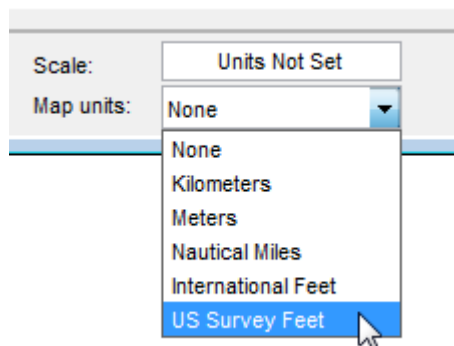 Scale: Units Not Set
Map units: None
None
Kilometers
Meters
Nautical Miles
International Feet
US Survey Feet